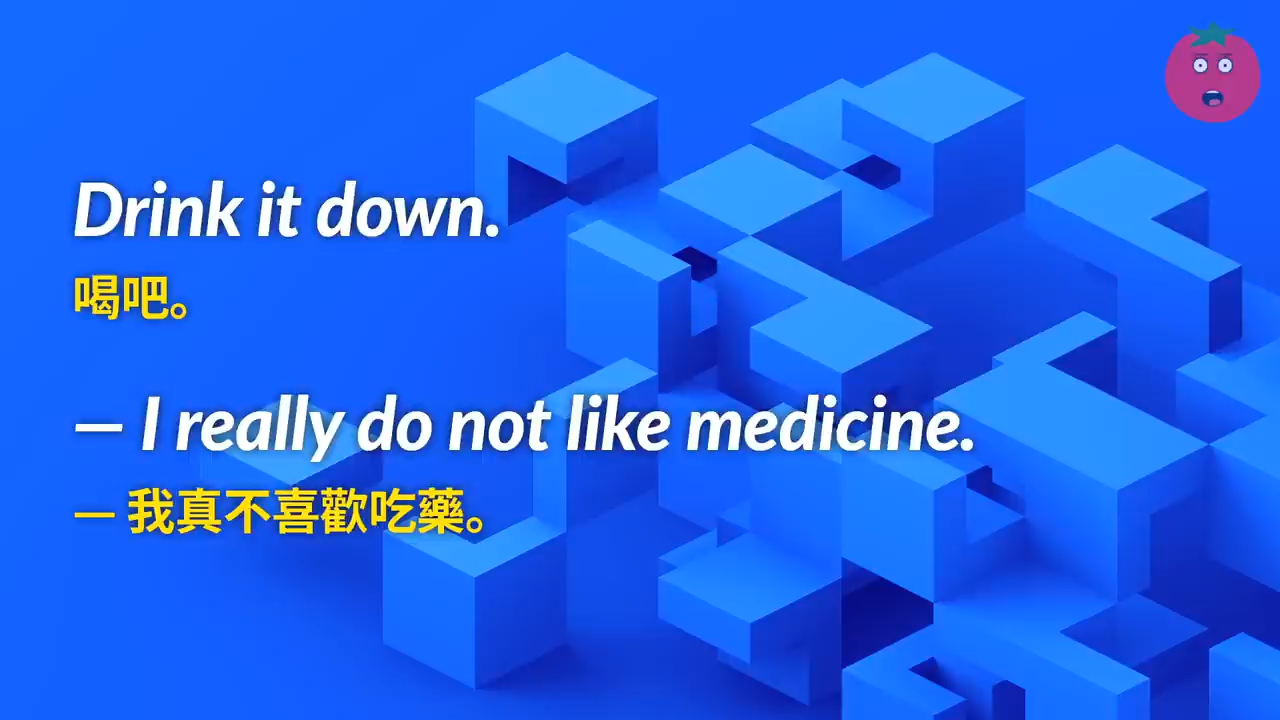 Drink it down.
喝吧。
— I really do not like medicine.
— 我真不喜歡吃藥。